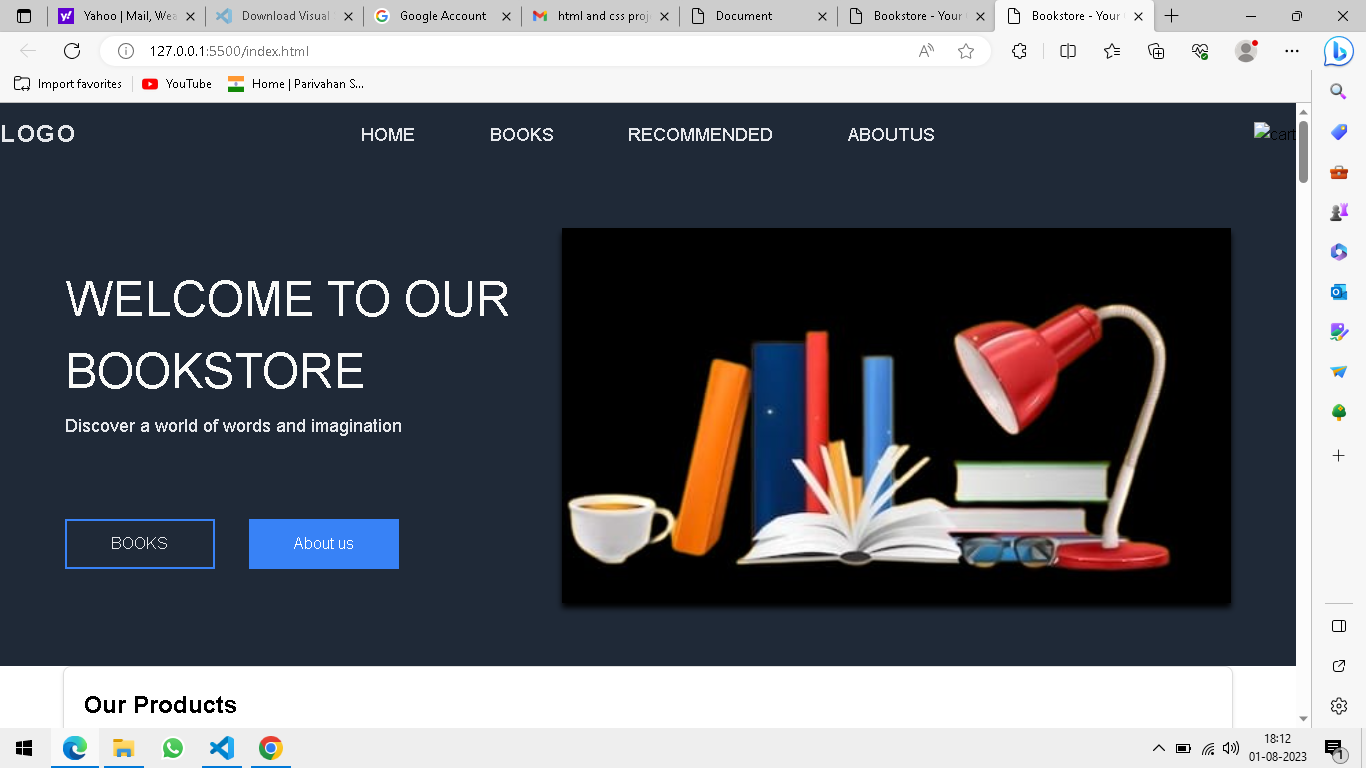 Yahoo | Mail, Wea
Download Visual
Google Account
html and css proj
Document
Bookstore - Your
Bookstore - Your
127.0.0.1:5500/index.html
Import favorites
YouTube
Home | Parivahan S...
LOGO
HOME
BOOKS
RECOMMENDED
ABOUTUS
cart
WELCOME TO OUR
BOOKSTORE
Discover a world of words and imagination
BOOKS
About us
Our Products
18:12
01-08-2023
1